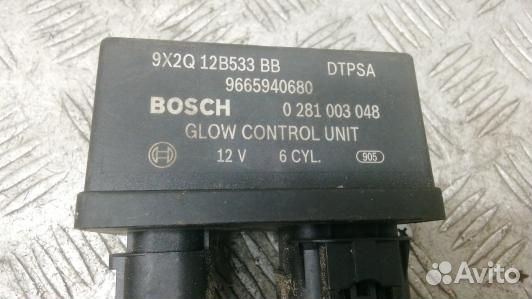 9X2Q 12B533 BB DTPSA
9665940680
BOSCH 0 281 003 048
GLOW CONTROL UNIT
12 V 6 CYL. 905
Avito